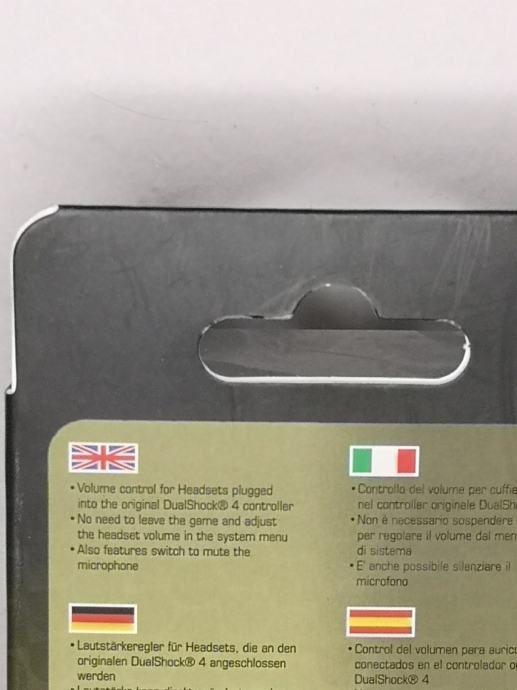 • Volume control for Headsets plugged
into the original DualShock® 4 controller
• No need to leave the game and adjust
the headset volume in the system menu
• Also features switch to mute the
microphone
• Controllo del volume per cuffie
nel controller originale DualSh
• Non è necessario sospendere
per regolare il volume dal men
di sistema
• E' anche possibile silenziare il
microfono
• Lautstärkeregler für Headsets, die an den
originalen DualShock® 4 angeschlossen
werden
• Control del volumen para auricu
conectados en el controlador o
DualShock® 4